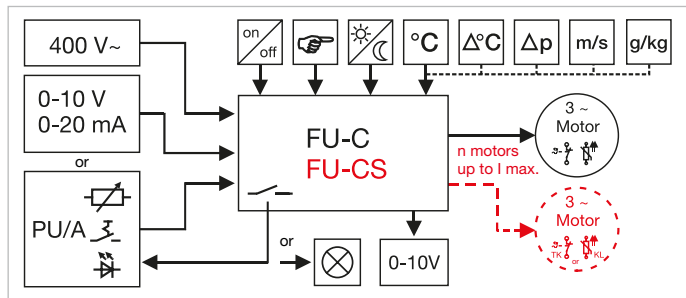 400 V~
on
off
°C
Δ°C
Δp
m/s
g/kg
0-10 V
0-20 mA
or
PU/A
FU-C
FU-CS
n motors
up to I max.
3 ~
Motor
-ϑ-
3 ~
Motor
-ϑ-
TK or KL
or
0-10V